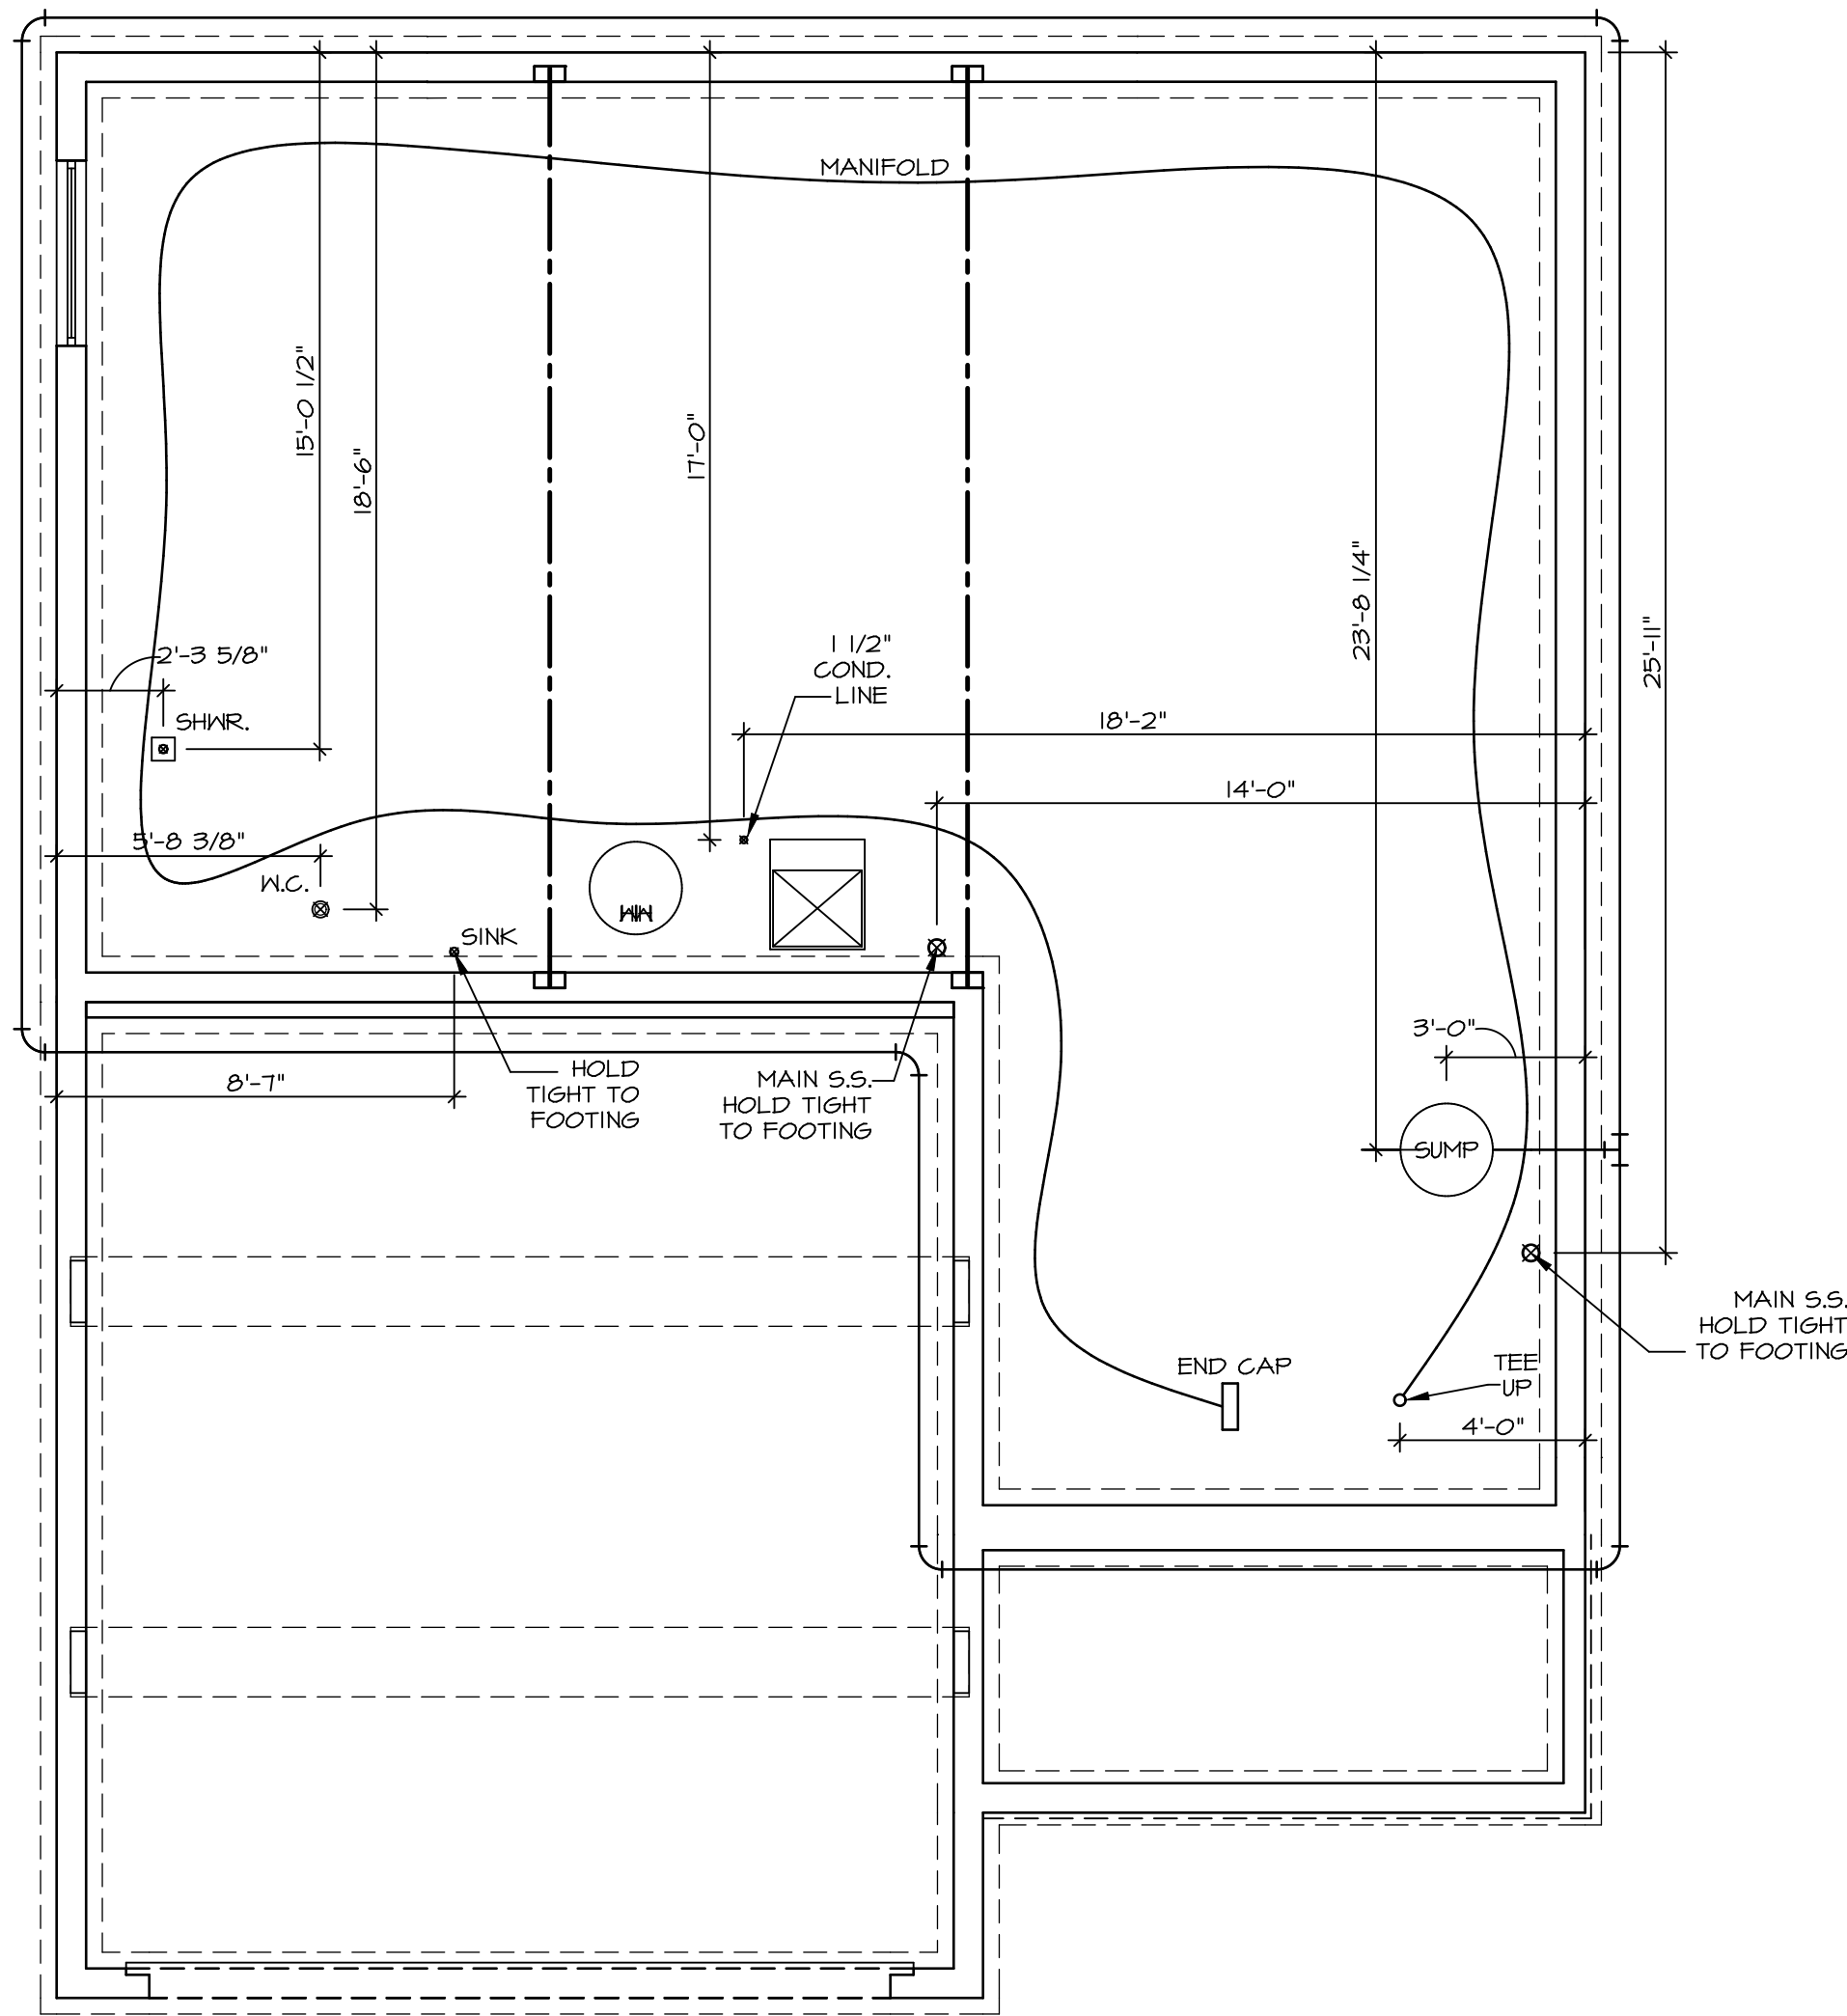 MANIFOLD
15'-0 1/2"
18'-6"
17'-0"
23'-8 1/4"
25'-11"
1 1/2"
COND.
LINE
2'-3 5/8"
SHWR.
18'-2"
14'-0"
5'-8 3/8"
W.C.
WH
SINK
3'-0"
8'-7"
HOLD
TIGHT TO
FOOTING
MAIN S.S.
HOLD TIGHT
TO FOOTING
SUMP
MAIN S.S.
HOLD TIGHT
TO FOOTING
END CAP
TEE
UP
4'-0"